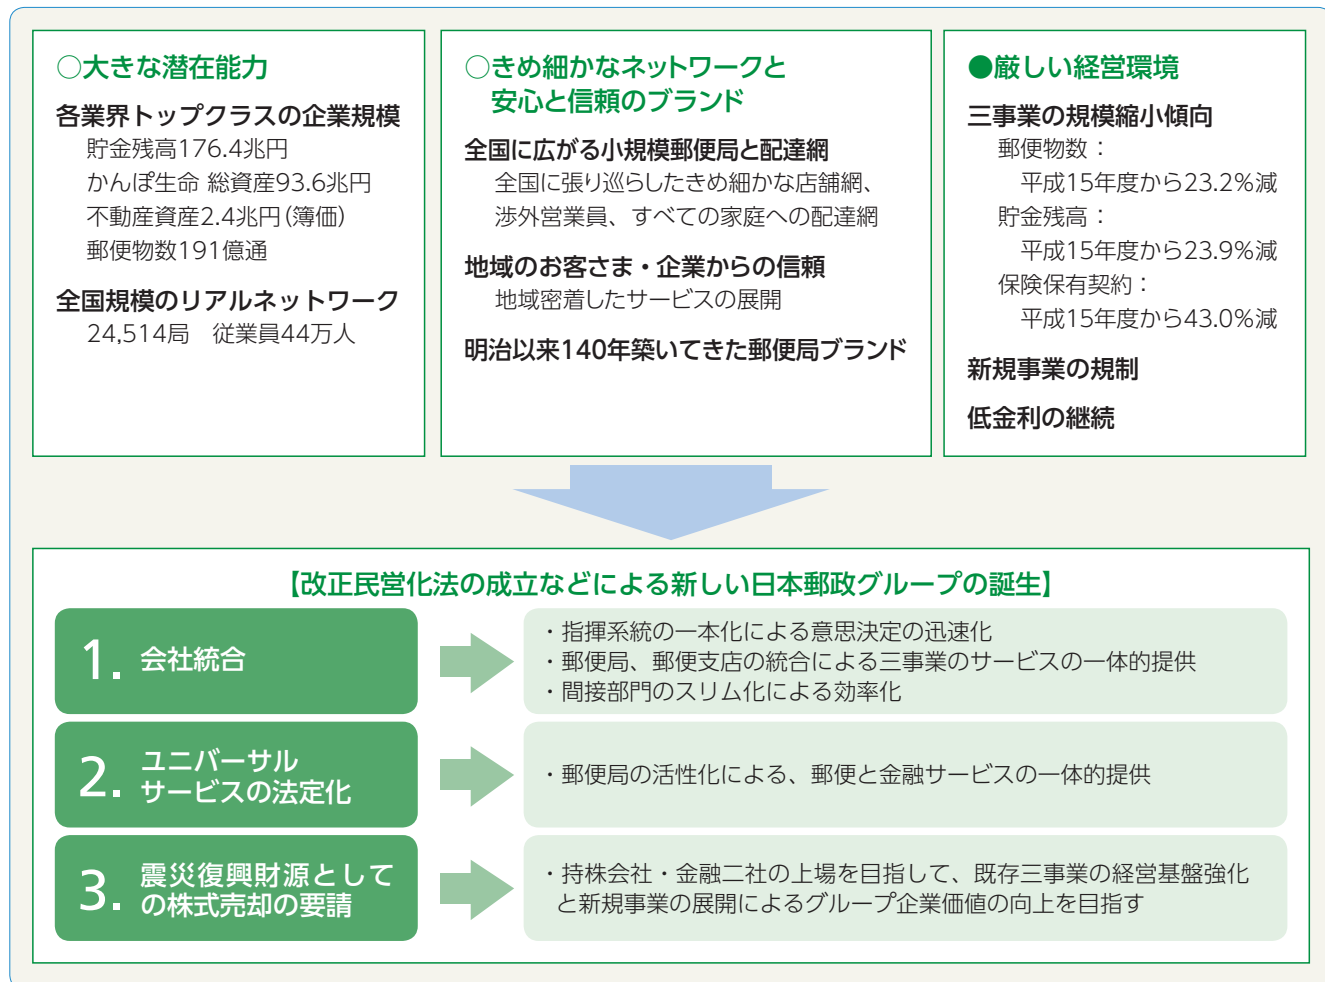 ○大きな潜在能力
各業界トップクラスの企業規模
貯金残高176.4兆円
かんぽ生命 総資産93.6兆円
不動産資産2.4兆円(簿価)
郵便物数191億通
全国規模のリアルネットワーク
24,514局　従業員44万人
○きめ細かなネットワークと
安心と信頼のブランド
全国に広がる小規模郵便局と配達網
全国に張り巡らしたきめ細かな店舗網、
渉外営業員、すべての家庭への配達網
地域のお客さま・企業からの信頼
地域密着したサービスの展開
明治以来140年築いてきた郵便局ブランド
●厳しい経営環境
三事業の規模縮小傾向
郵便物数：
平成15年度から23.2%減
貯金残高：
平成15年度から23.9%減
保険保有契約：
平成15年度から43.0%減
新規事業の規制
低金利の継続
【改正民営化法の成立などによる新しい日本郵政グループの誕生】
1. 会社統合
・指揮系統の一本化による意思決定の迅速化
・郵便局、郵便支店の統合による三事業のサービスの一体的提供
・間接部門のスリム化による効率化
2. ユニバーサル
サービスの法定化
・郵便局の活性化による、郵便と金融サービスの一体的提供
3. 震災復興財源として
の株式売却の要請
・持株会社・金融二社の上場を目指して、既存三事業の経営基盤強化
と新規事業の展開によるグループ企業価値の向上を目指す